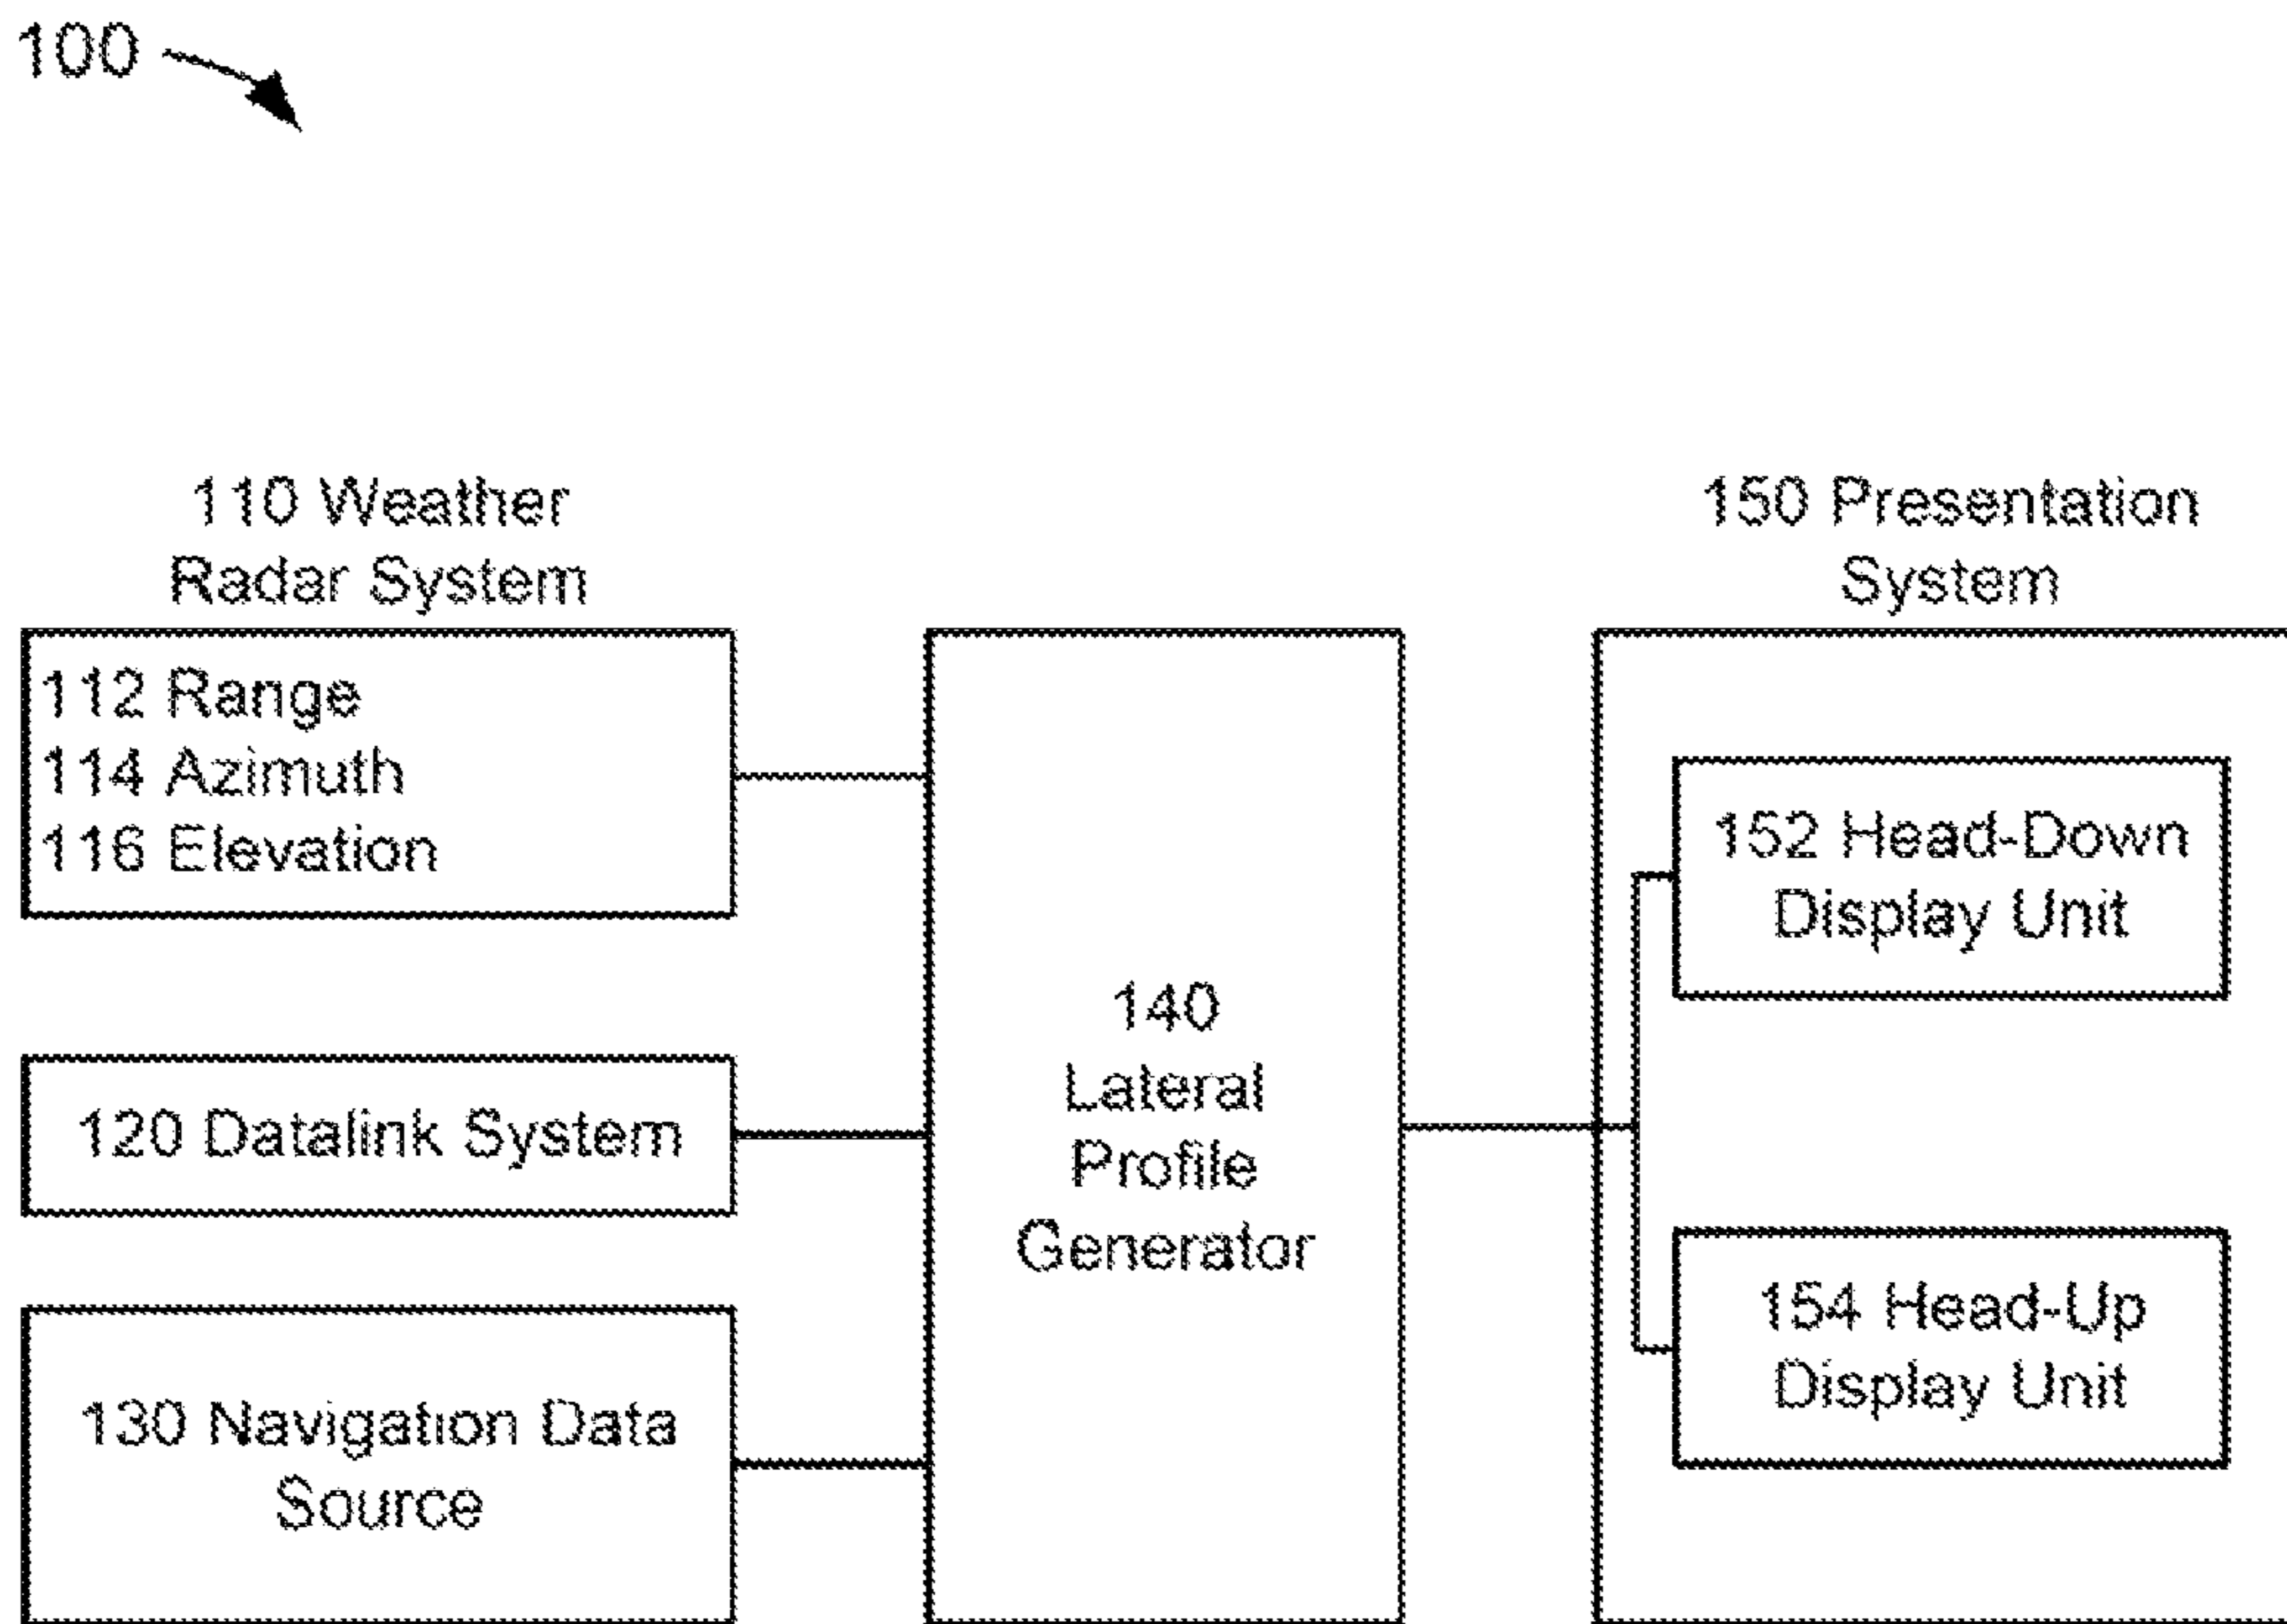 100
110 Weather
Radar System
112 Range
114 Azimuth
116 Elevation
120 Datalink System
130 Navigation Data
Source
140
Lateral
Profile
Generator
150 Presentation
System
152 Head-Down
Display Unit
154 Head-Up
Display Unit